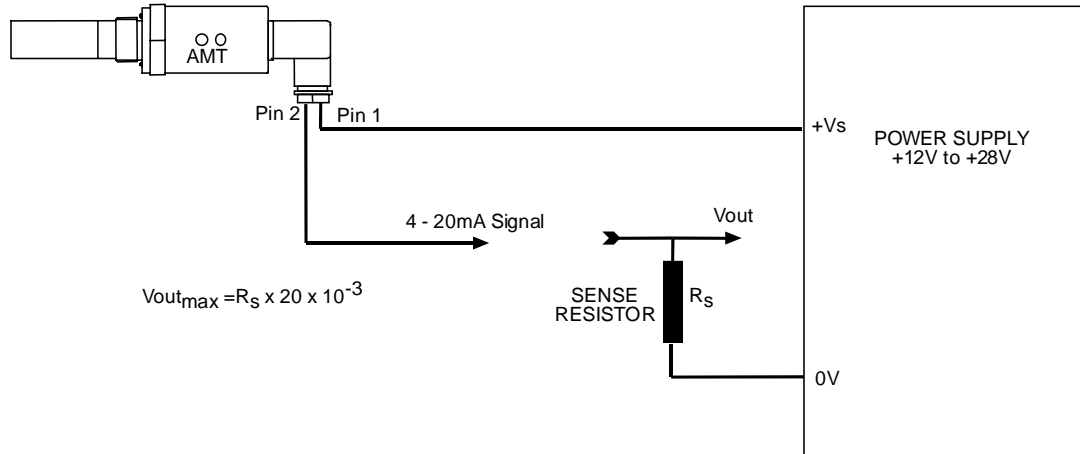 AMT
Pin 2
Pin 1
+Vs
POWER SUPPLY
+12V to +28V
4 - 20mA Signal
Vout
Voutmax =RS x 20 x 10-3
SENSE
RESISTOR
RS
0V